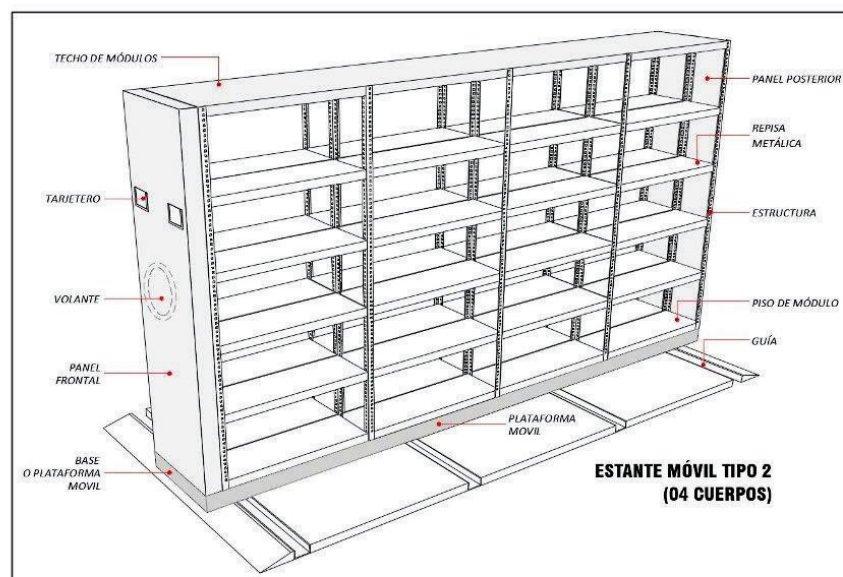 TECHO DE MÓDULOS
PANEL POSTERIOR
REPISA
METÁLICA
TARJETERO
ESTRUCTURA
VOLANTE
PISO DE MÓDULO
GUÍA
PANEL
FRONTAL
PLATAFORMA
MOVIL
BASE
O PLATAFORMA
MOVIL
ESTANTE MÓVIL TIPO 2
(04 CUERPOS)